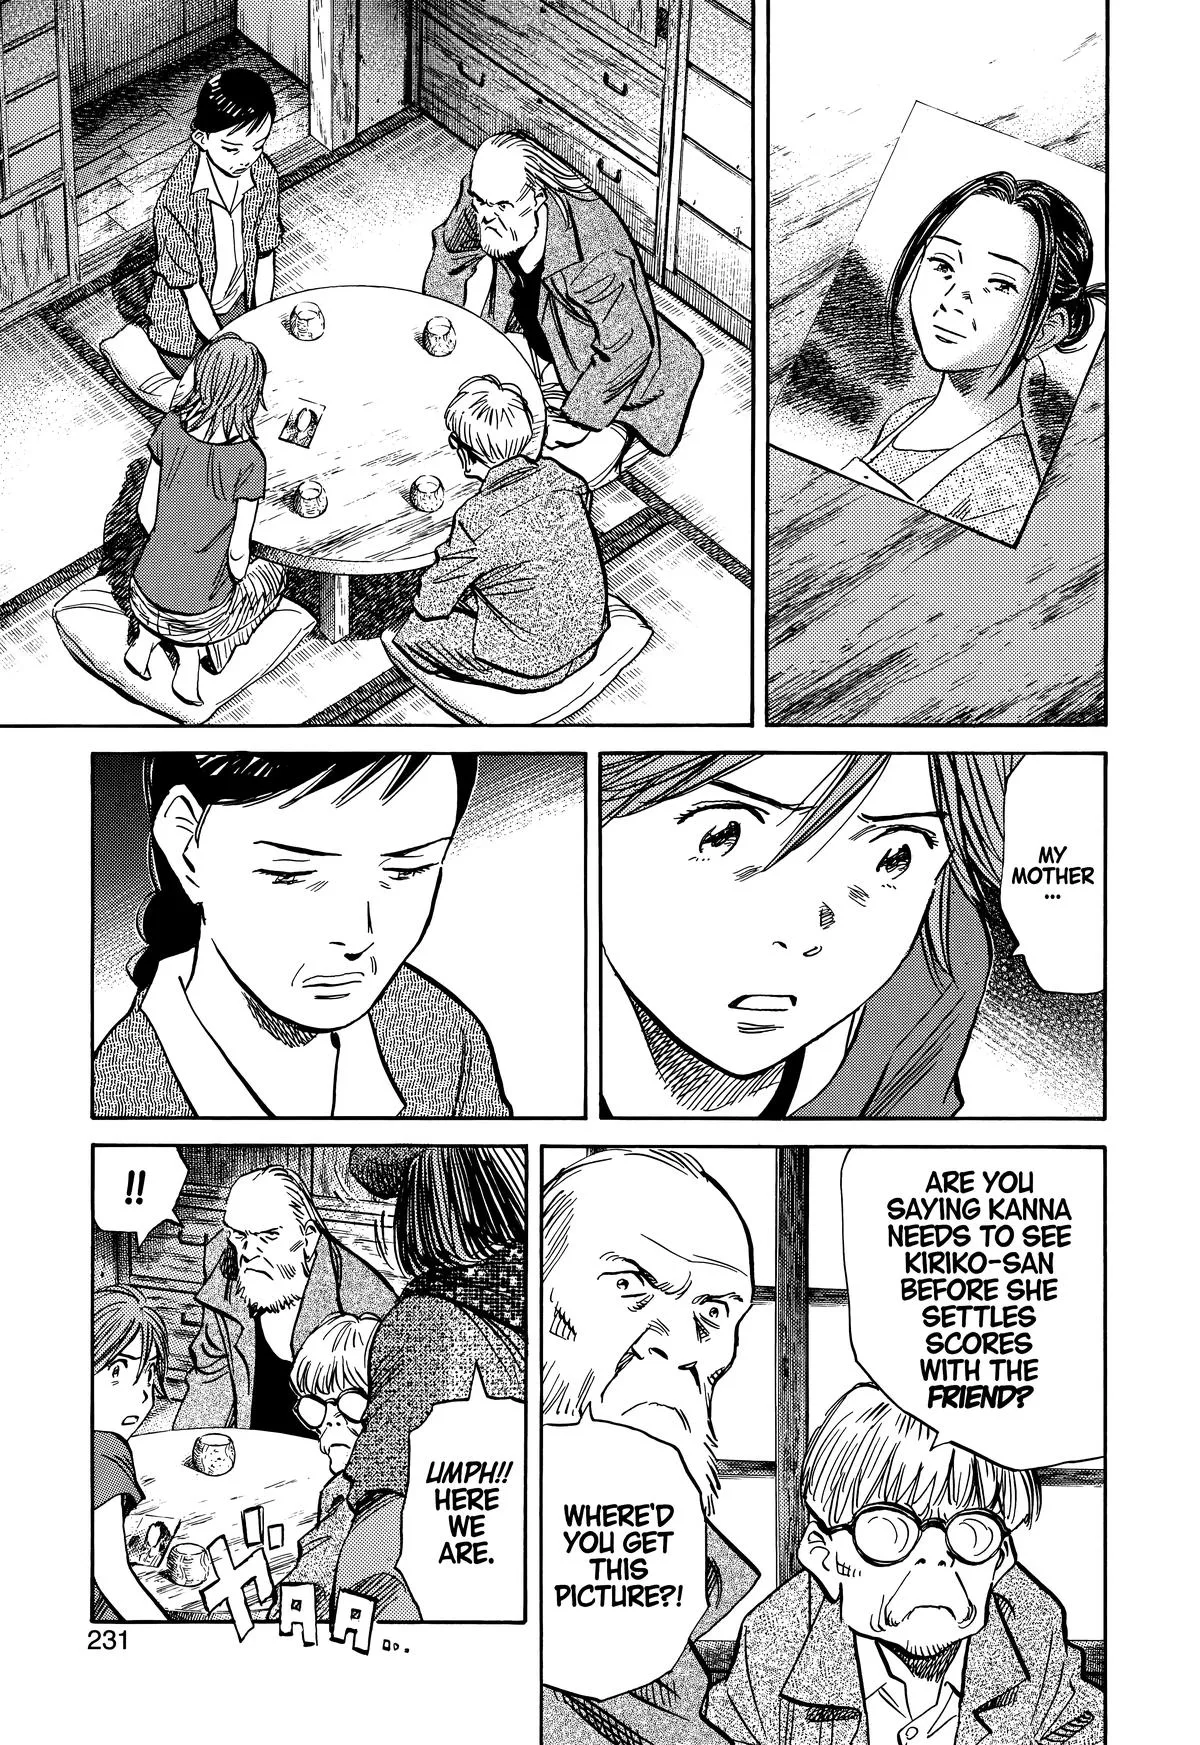 MY
MOTHER
...
ARE YOU
SAYING KANNA
NEEDS TO SEE
KIRIKO-SAN
BEFORE SHE
SETTLES
SCORES
WITH THE
FRIEND?
WHERE'D
YOU GET
THIS
PICTURE?!
!!
UMPH!!
HERE
WE
ARE.
231